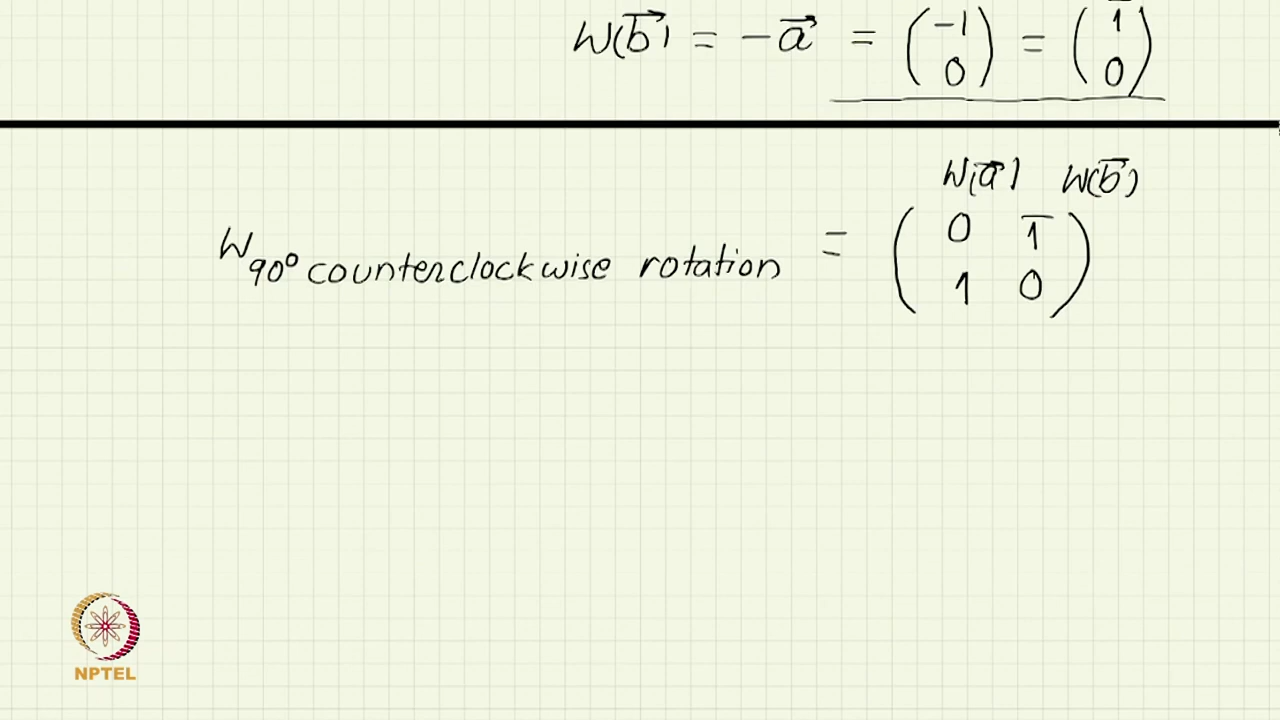 W(b⃗) = -a⃗ = (-1 0) = (1̅ 0)
W(a⃗) W(b⃗)
W90° counterclockwise rotation = (0 1̅
1 0)
NPTEL